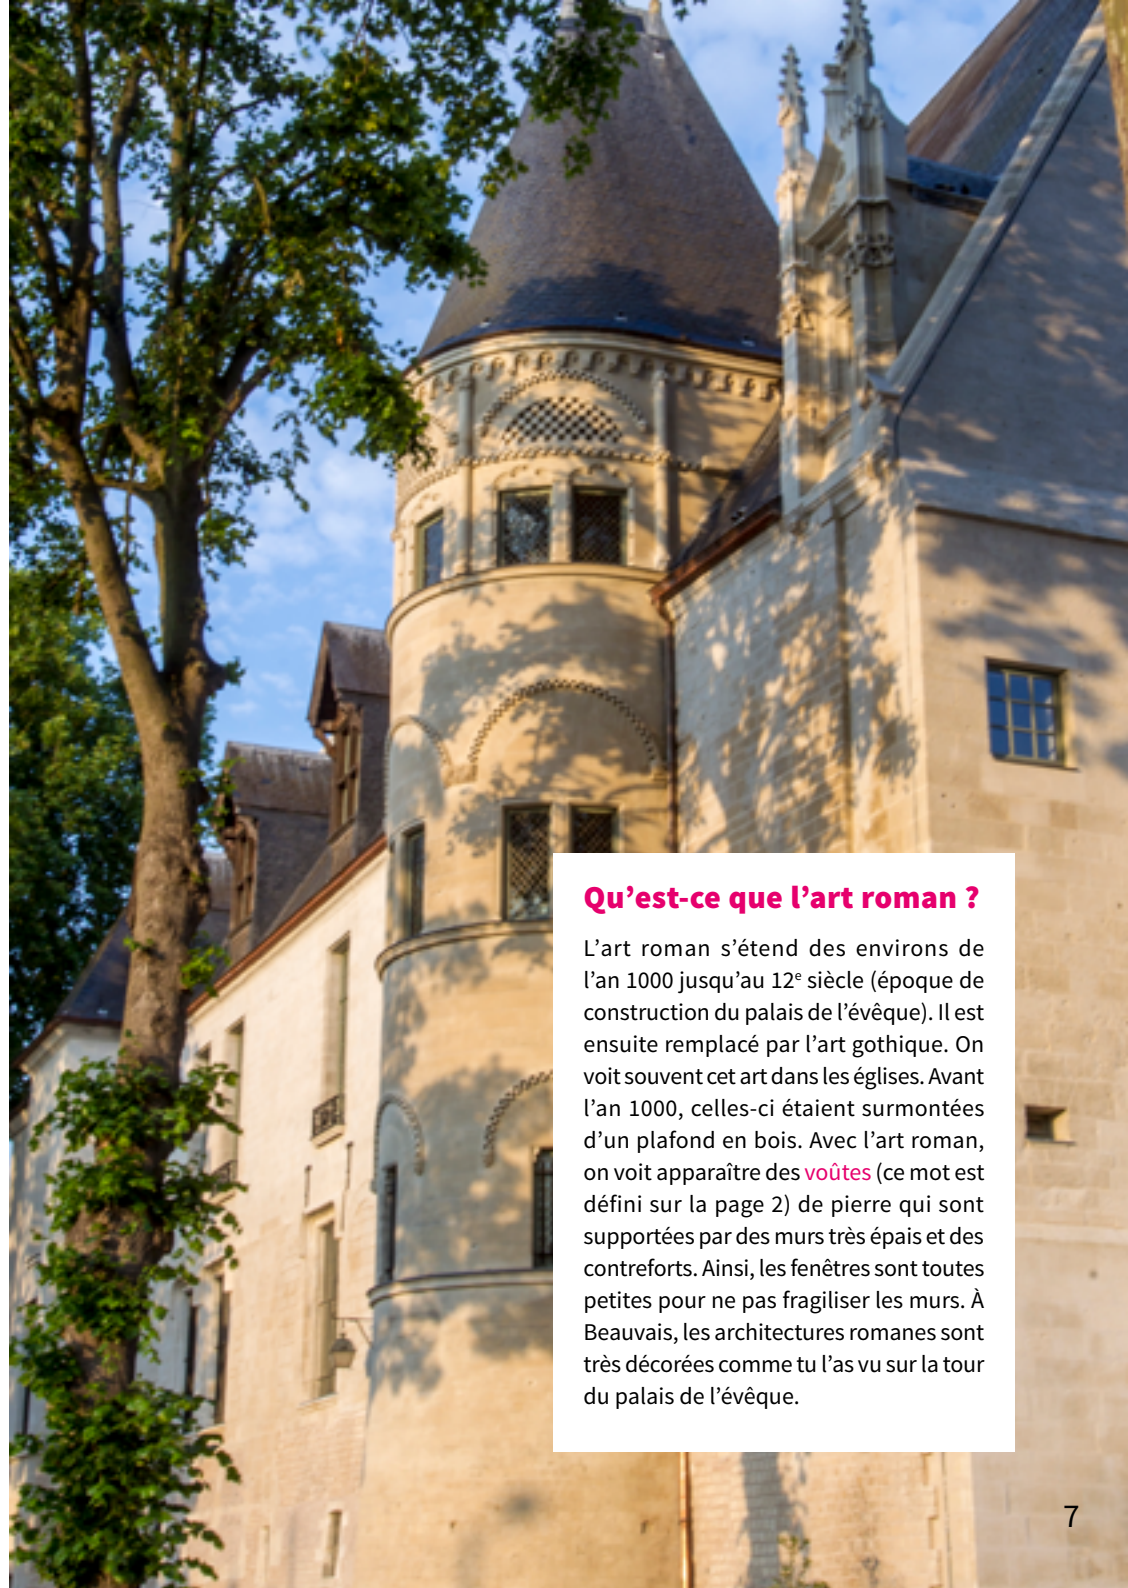 Qu’est-ce que l’art roman ?
L’art roman s’étend des environs de
l’an 1000 jusqu’au 12e siècle (époque de
construction du palais de l’évêque). Il est
ensuite remplacé par l’art gothique. On
voit souvent cet art dans les églises. Avant
l’an 1000, celles-ci étaient surmontées
d’un plafond en bois. Avec l’art roman,
on voit apparaître des voûtes (ce mot est
défini sur la page 2) de pierre qui sont
supportées par des murs très épais et des
contreforts. Ainsi, les fenêtres sont toutes
petites pour ne pas fragiliser les murs. À
Beauvais, les architectures romanes sont
très décorées comme tu l’as vu sur la tour
du palais de l’évêque.
7